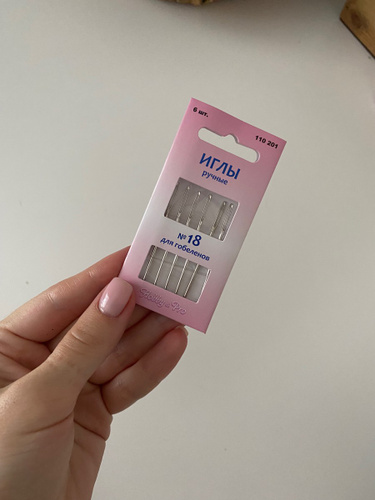 6 шт.
110 201
ИГЛЫ
ручные
№18
для гобеленов